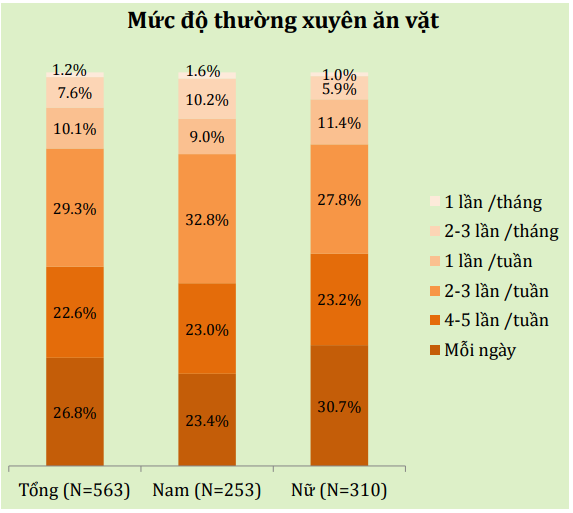 Mức độ thường xuyên ăn vặt
1.2% 1.6% 1.0%
7.6% 10.2% 5.9%
10.1% 9.0% 11.4%
29.3% 32.8% 27.8%
22.6% 23.0% 23.2%
26.8% 23.4% 30.7%
Tổng (N=563) Nam (N=253) Nữ (N=310)
1 lần /tháng
2-3 lần /tháng
1 lần /tuần
2-3 lần /tuần
4-5 lần /tuần
Mỗi ngày